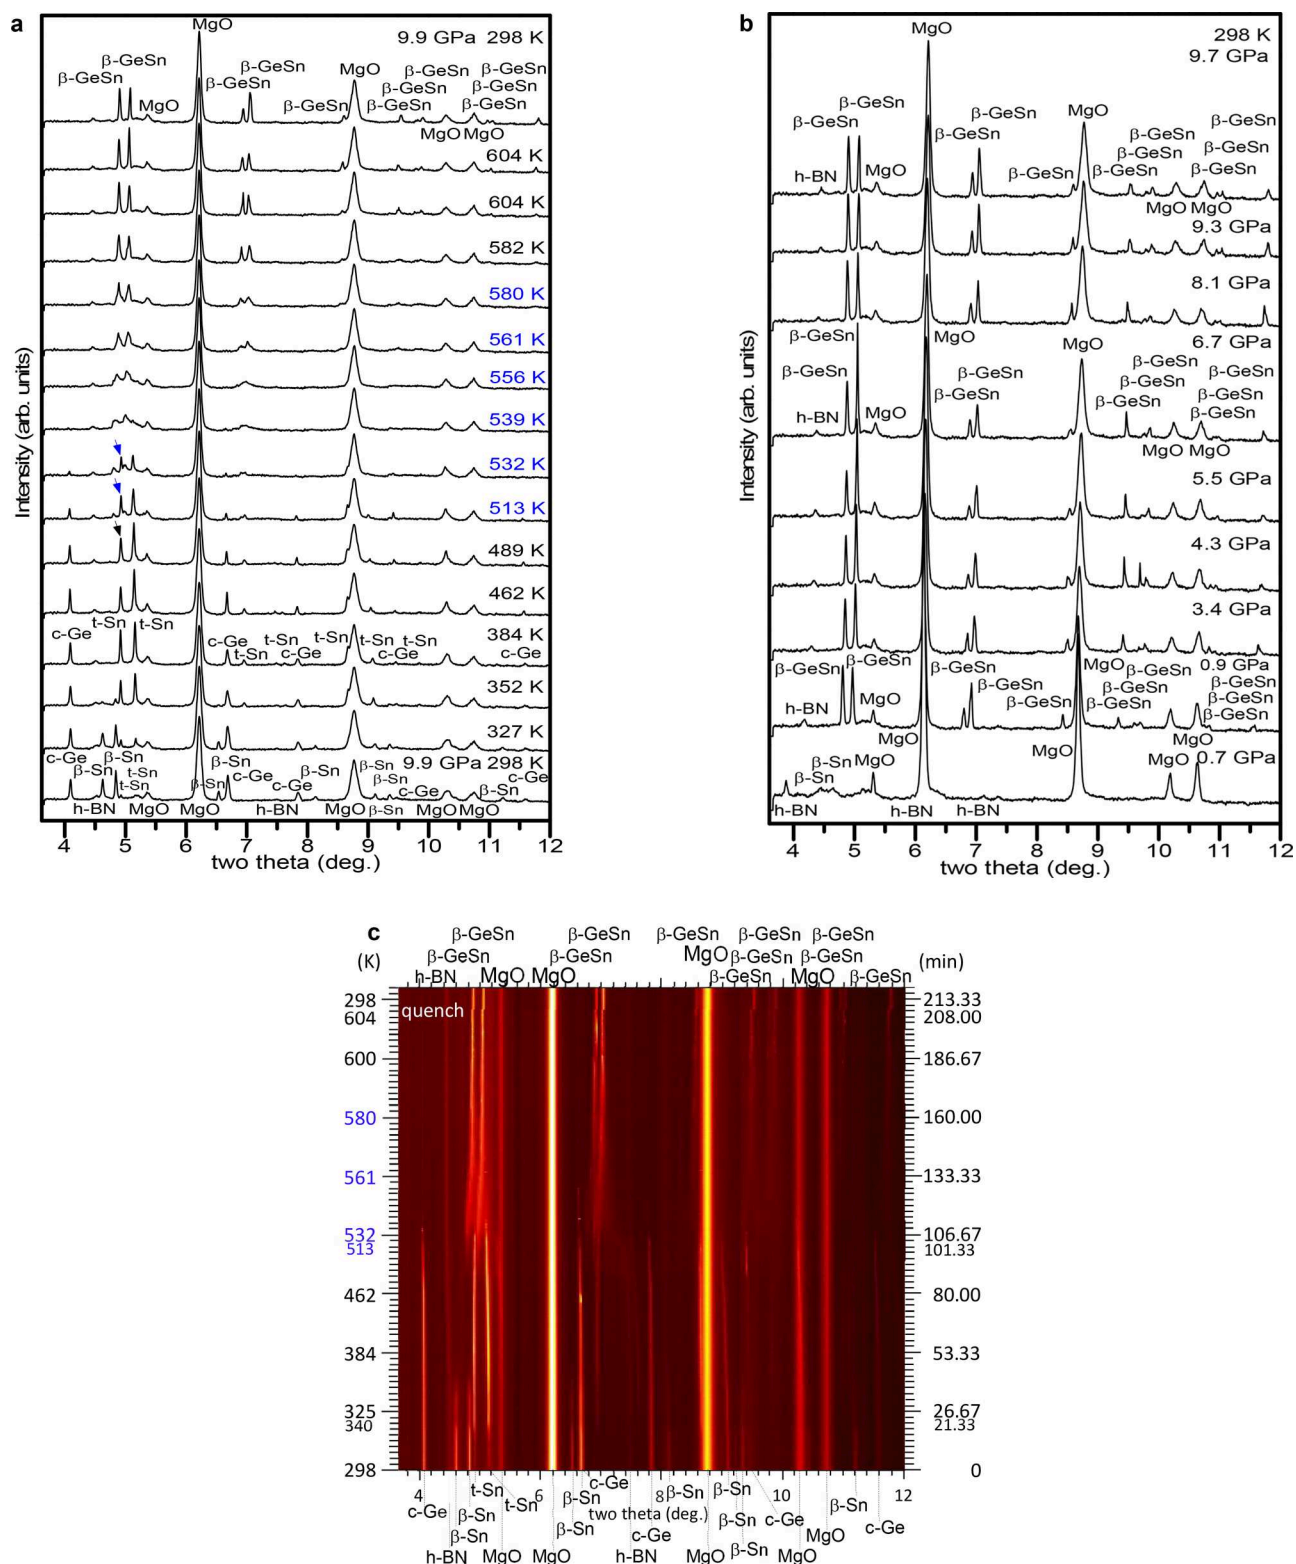 a
MgO
9.9 GPa 298 K
β-GeSn
β-GeSn
β-GeSn
β-GeSn
MgO
MgO
β-GeSn
β-GeSn
β-GeSn
β-GeSn
β-GeSn
β-GeSn
β-GeSn
MgO MgO
604 K
604 K
582 K
580 K
561 K
556 K
539 K
532 K
513 K
489 K
462 K
t-Sn
t-Sn
c-Ge
c-Ge
t-Sn
t-Sn
c-Ge
t-Sn
t-Sn
t-Sn
c-Ge
384 K
c-Ge
352 K
327 K
c-Ge
β-Sn
β-Sn
t-Sn
t-Sn
β-Sn
β-Sn
c-Ge
β-Sn
c-Ge
β-Sn
β-Sn
c-Ge
9.9 GPa 298 K
c-Ge
β-Sn
h-BN
MgO
MgO
h-BN
MgO
β-Sn
MgO
MgO
4 5 6 7 8 9 10 11 12
two theta (deg.)
Intensity (arb. units)
b
MgO
298 K
9.7 GPa
β-GeSn
β-GeSn
h-BN
MgO
β-GeSn
β-GeSn
MgO
β-GeSn
β-GeSn
β-GeSn
β-GeSn
β-GeSn
β-GeSn
β-GeSn
MgO MgO
9.3 GPa
8.1 GPa
6.7 GPa
β-GeSn
β-GeSn
h-BN
MgO
MgO
β-GeSn
β-GeSn
MgO
β-GeSn
β-GeSn
β-GeSn
β-GeSn
β-GeSn
β-GeSn
MgO MgO
5.5 GPa
4.3 GPa
3.4 GPa
0.9 GPa
β-GeSn
β-GeSn
h-BN
MgO
β-GeSn
β-GeSn
β-GeSn
MgO
β-GeSn
β-GeSn
β-GeSn
β-GeSn
β-GeSn
β-GeSn
0.7 GPa
β-Sn
β-Sn
MgO
MgO
MgO
MgO
MgO
h-BN
h-BN
h-BN
4 5 6 7 8 9 10 11 12
two theta (deg.)
c
β-GeSn
β-GeSn
β-GeSn
β-GeSn
β-GeSn
(K)
β-GeSn
β-GeSn
MgO
β-GeSn
β-GeSn
(min)
h-BN
MgO
MgO
β-GeSn
MgO
β-GeSn
quench
298
604
600
580
561
532
513
462
384
325
340
298
213.33
208.00
186.67
160.00
133.33
106.67
101.33
80.00
53.33
26.67
21.33
0
4 6 8 10 12
two theta (deg.)
c-Ge
β-Sn
β-Sn
t-Sn
t-Sn
β-Sn
β-Sn
c-Ge
c-Ge
β-Sn
β-Sn
β-Sn
β-Sn
c-Ge
β-Sn
c-Ge
h-BN
MgO
MgO
h-BN
MgO
MgO
MgO